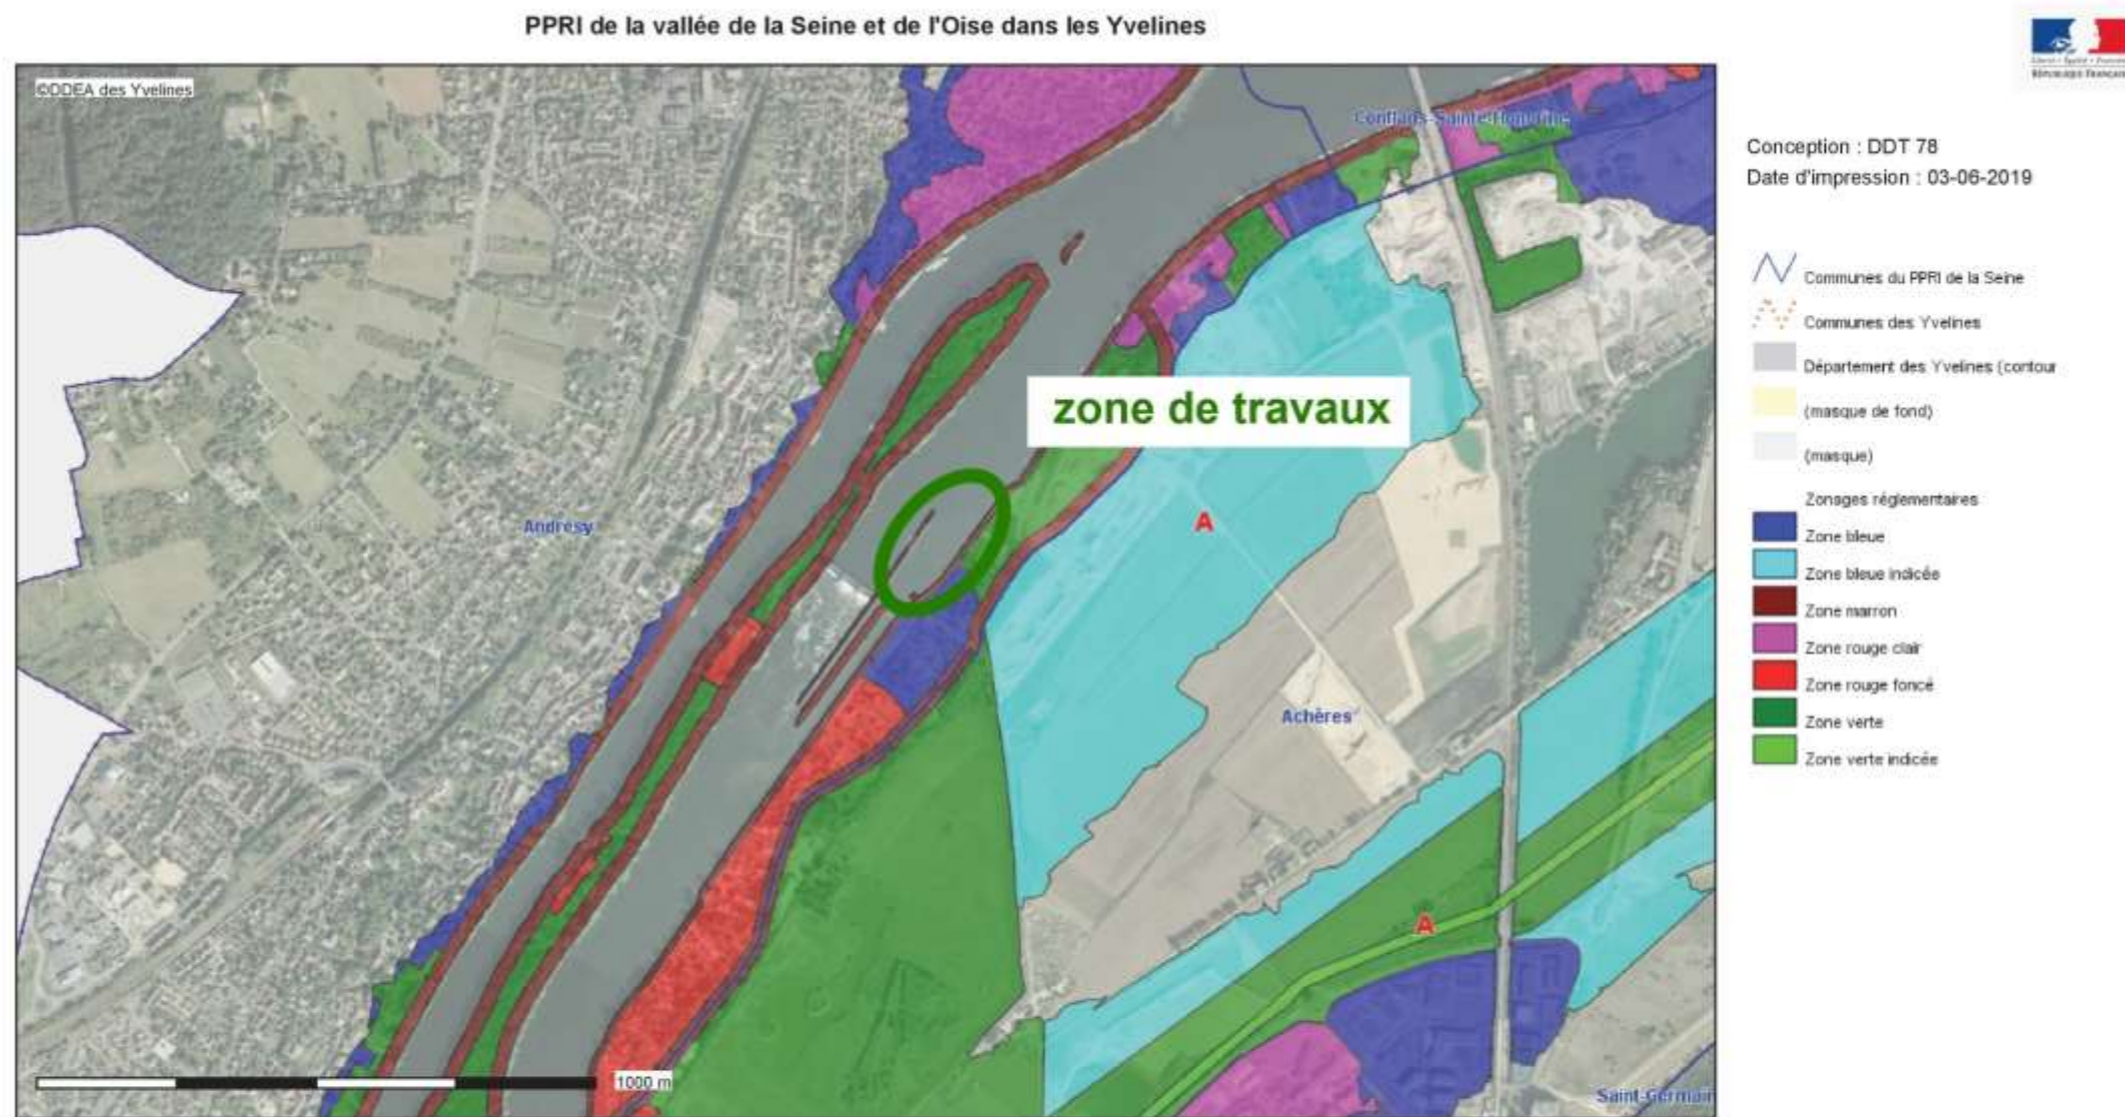 PPRI de la vallée de la Seine et de l'Oise dans les Yvelines
©DDEA des Yvelines
RÉPUBLIQUE FRANÇAISE
Conflans-Sainte-Honorine
Conception : DDT 78
Date d'impression : 03-06-2019
Communes du PPRI de la Seine
Communes des Yvelines
Département des Yvelines (contour
(masque de fond)
(masque)
Zonages réglementaires
Zone bleue
Zone bleue indicée
Zone marron
Zone rouge clair
Zone rouge foncé
Zone verte
Zone verte indicée
zone de travaux
Andrésy
A
Achères
A
1000 m
Saint-Germain